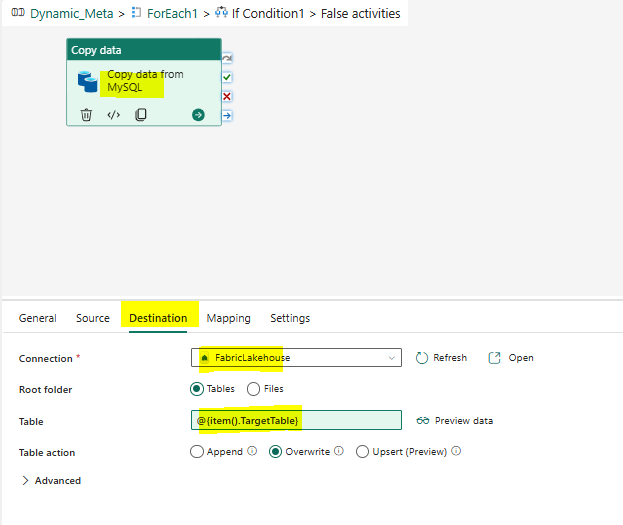 Dynamic_Meta > ForEach1 > If Condition1 > False activities
Copy data
Copy data from
MySQL
General Source Destination Mapping Settings
Connection * FabricLakehouse Refresh Open
Root folder Tables Files
Table @{item().TargetTable} Preview data
Table action Append Overwrite Upsert (Preview)
> Advanced